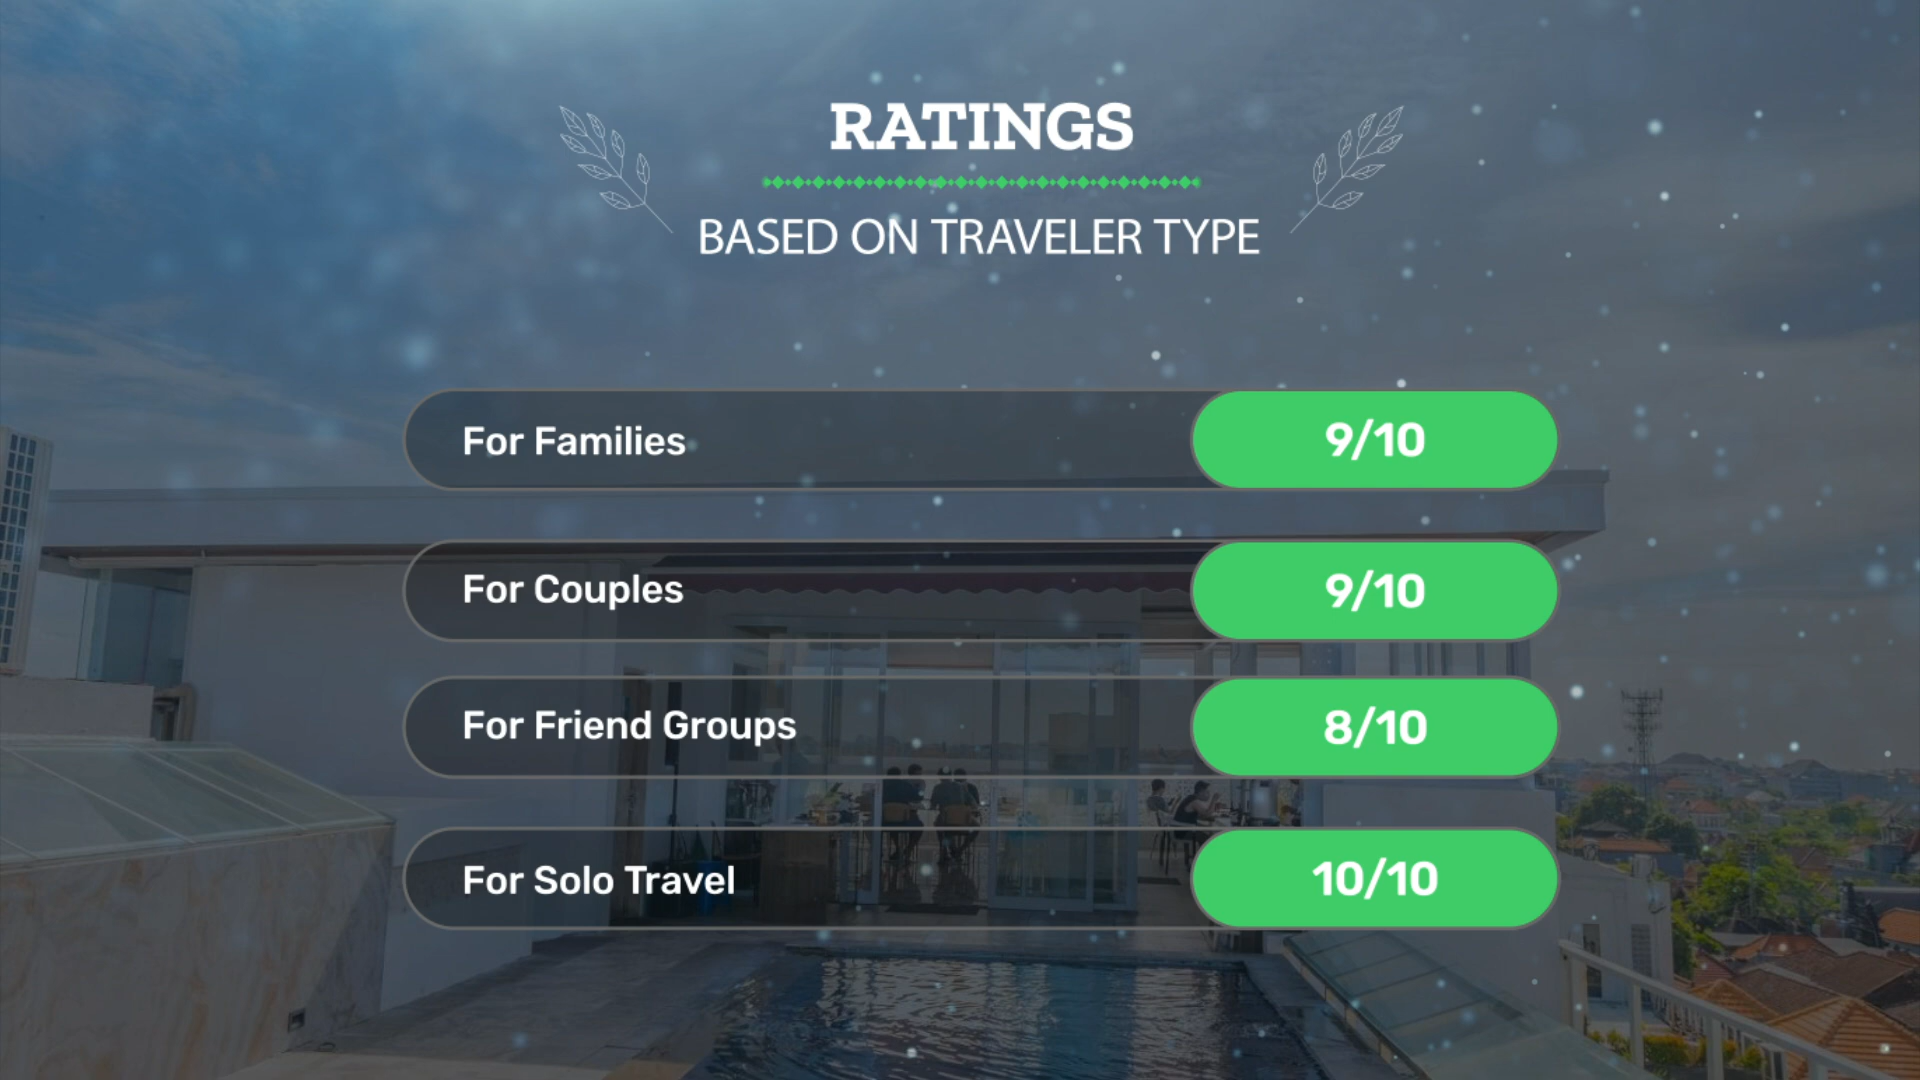 RATINGS
BASED ON TRAVELER TYPE
For Families
9/10
For Couples
9/10
For Friend Groups
8/10
For Solo Travel
10/10